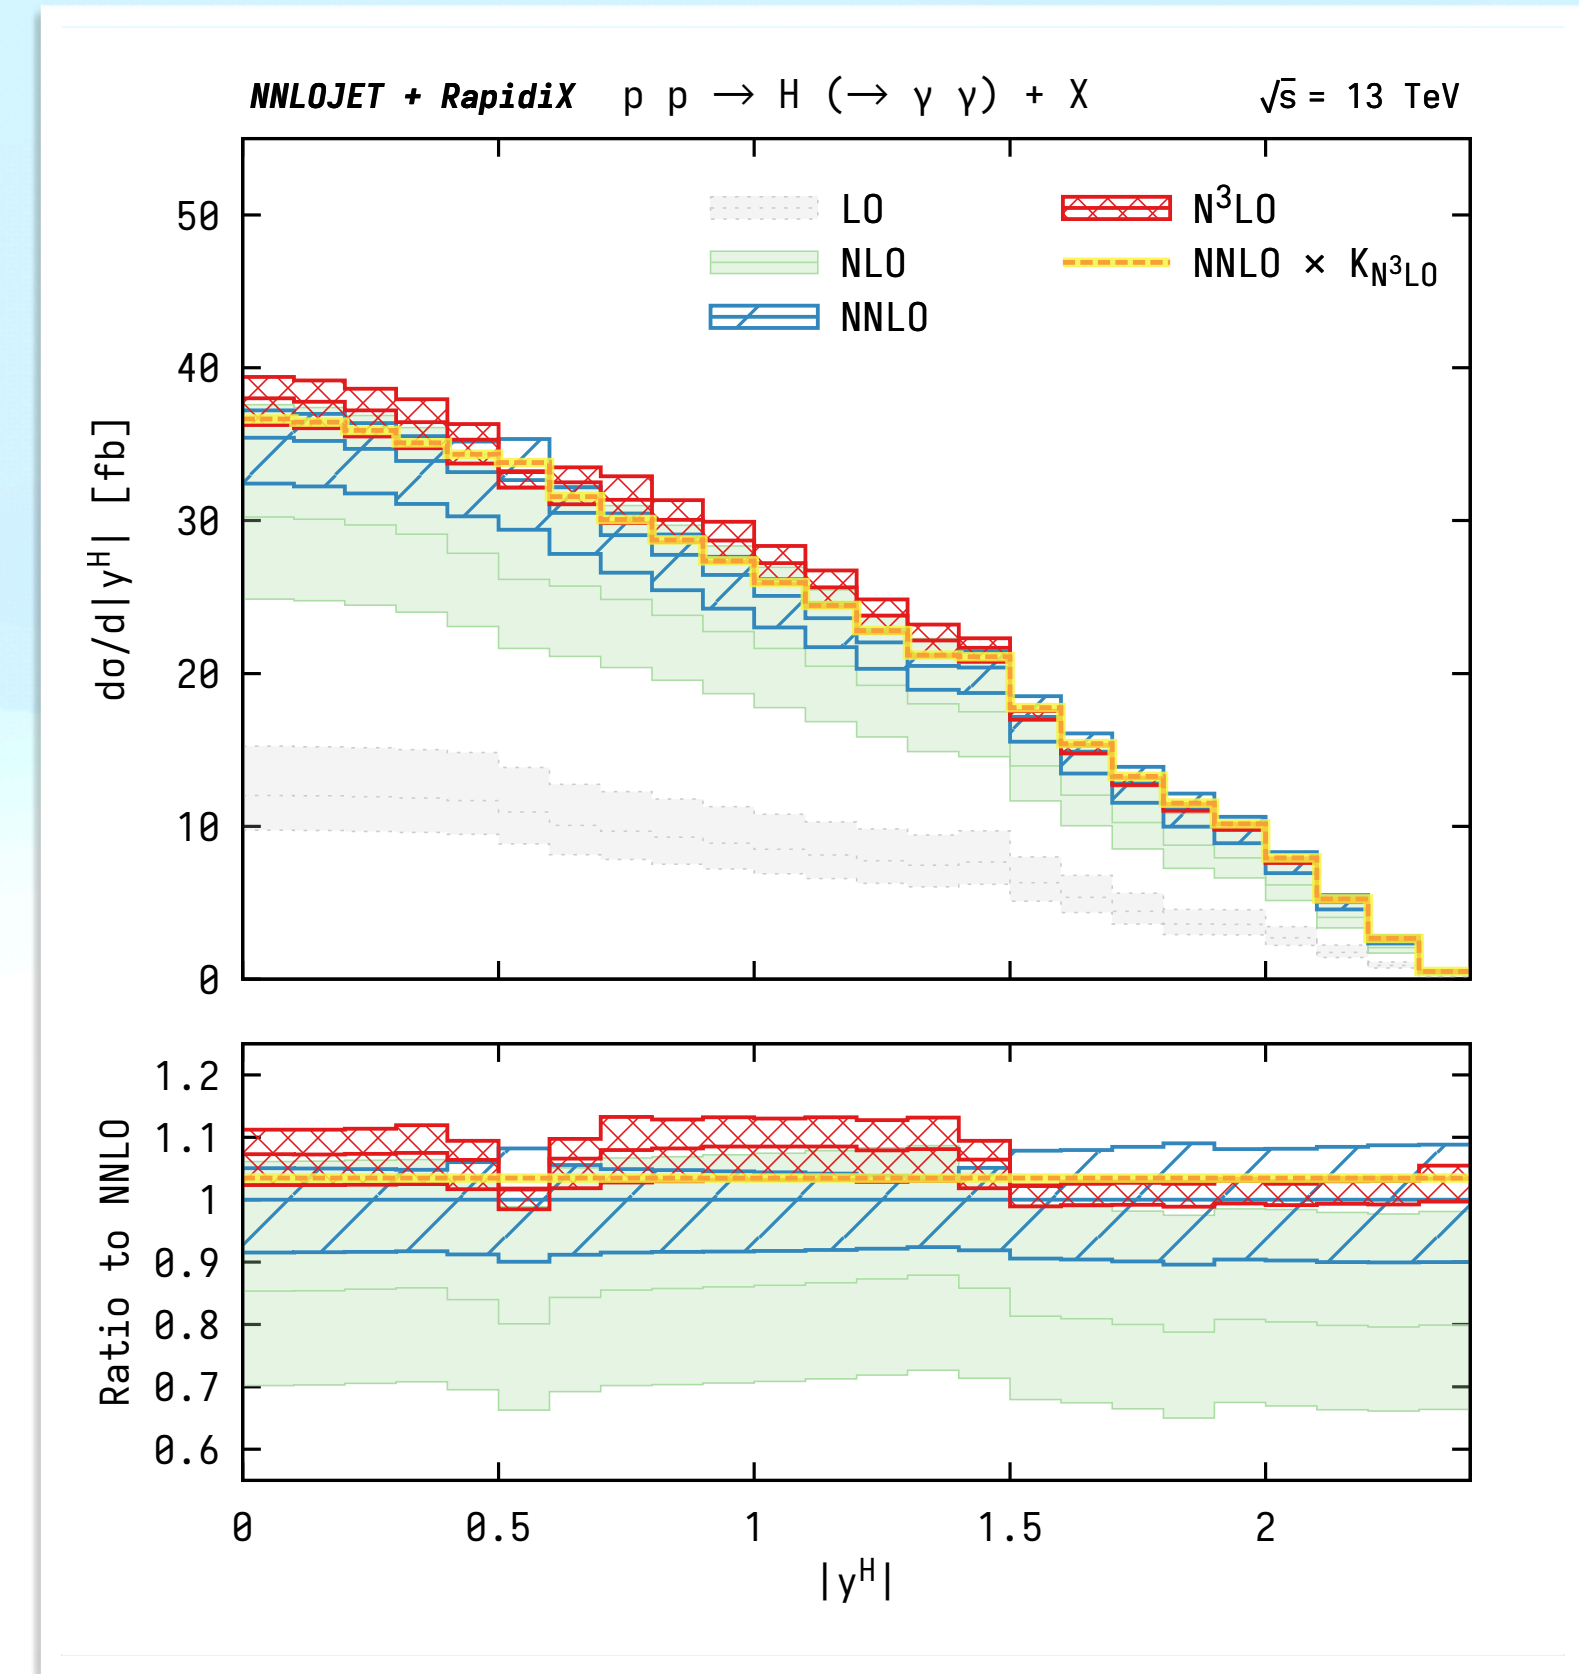 NNLOJET + RapidiX p p → H (→ γ γ) + X √s = 13 TeV
LO
NLO
NNLO
N³LO
NNLO × K_N³LO
dσ/d|yᴴ| [fb]
50
40
30
20
10
0
Ratio to NNLO
1.2
1.1
1
0.9
0.8
0.7
0.6
0 0.5 1 1.5 2
|yᴴ|